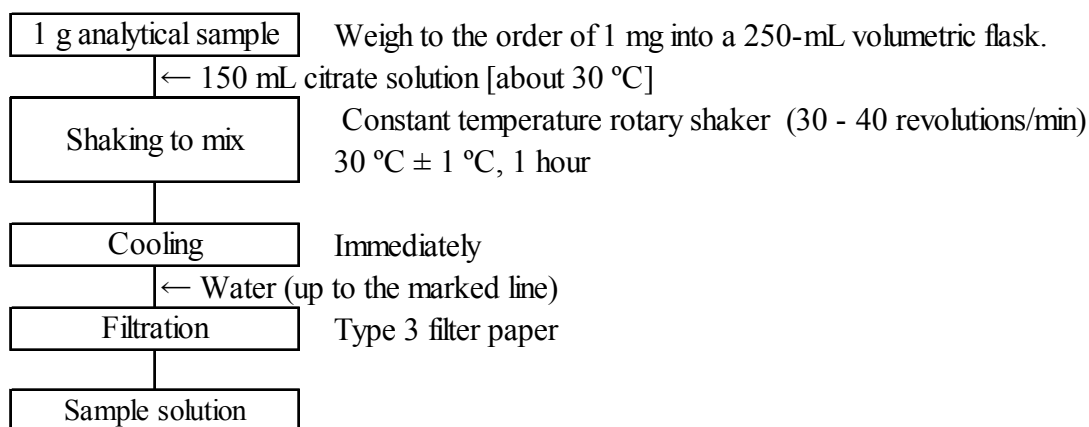 1 g analytical sample Weigh to the order of 1 mg into a 250-mL volumetric flask.
← 150 mL citrate solution [about 30 ºC]
Shaking to mix Constant temperature rotary shaker (30 - 40 revolutions/min)
30 ºC ± 1 ºC, 1 hour
Cooling Immediately
← Water (up to the marked line)
Filtration Type 3 filter paper
Sample solution